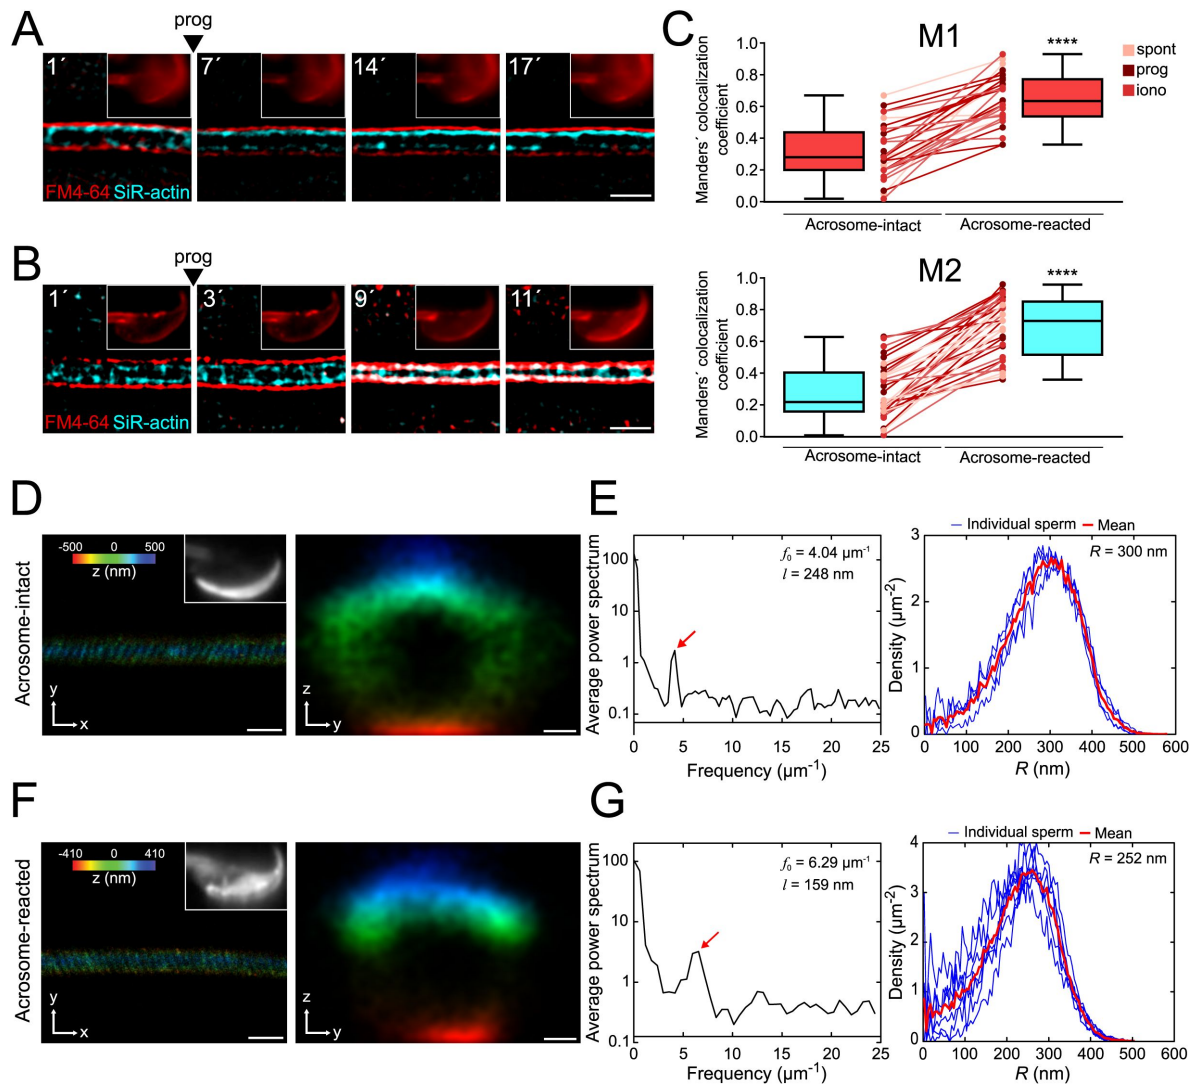 A
prog
1´
7´
14´
17´
FM4-64 SiR-actin
B
prog
1´
3´
9´
11´
FM4-64 SiR-actin
C
M1
Manders´ colocalization
coefficient
1.0
0.8
0.6
0.4
0.2
0.0
****
spont
prog
iono
Acrosome-intact
Acrosome-reacted
M2
Manders´ colocalization
coefficient
1.0
0.8
0.6
0.4
0.2
0.0
****
Acrosome-intact
Acrosome-reacted
D
Acrosome-intact
-500 0 500
z (nm)
y
x
z
y
E
Average power spectrum
100
10
1
0.1
f₀ = 4.04 µm⁻¹
l = 248 nm
0 5 10 15 20 25
Frequency (µm⁻¹)
Individual sperm Mean
R = 300 nm
Density (µm⁻²)
3
2
1
0
0 100 200 300 400 500 600
R (nm)
F
Acrosome-reacted
-410 0 410
z (nm)
y
x
z
y
G
Average power spectrum
100
10
1
0.1
f₀ = 6.29 µm⁻¹
l = 159 nm
0 5 10 15 20 25
Frequency (µm⁻¹)
Individual sperm Mean
R = 252 nm
Density (µm⁻²)
4
3
2
1
0
0 100 200 300 400 500 600
R (nm)